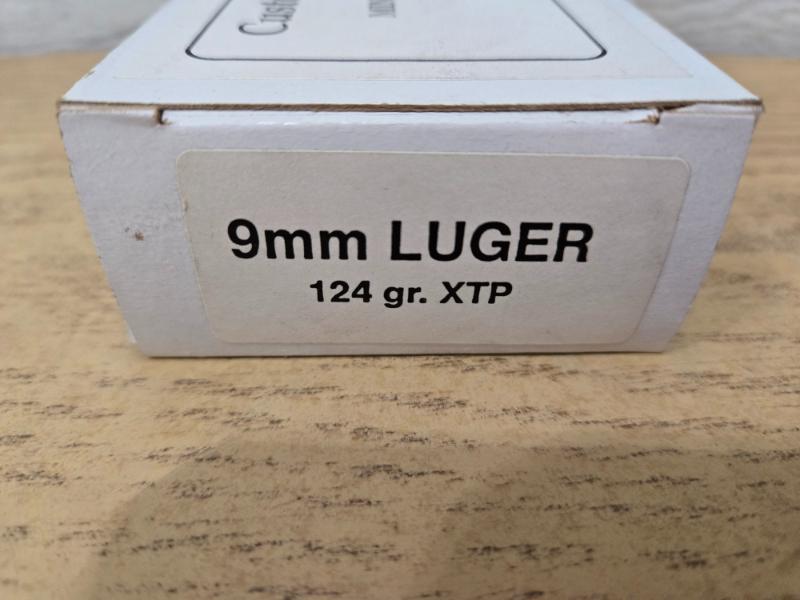 9mm LUGER
124 gr. XTP